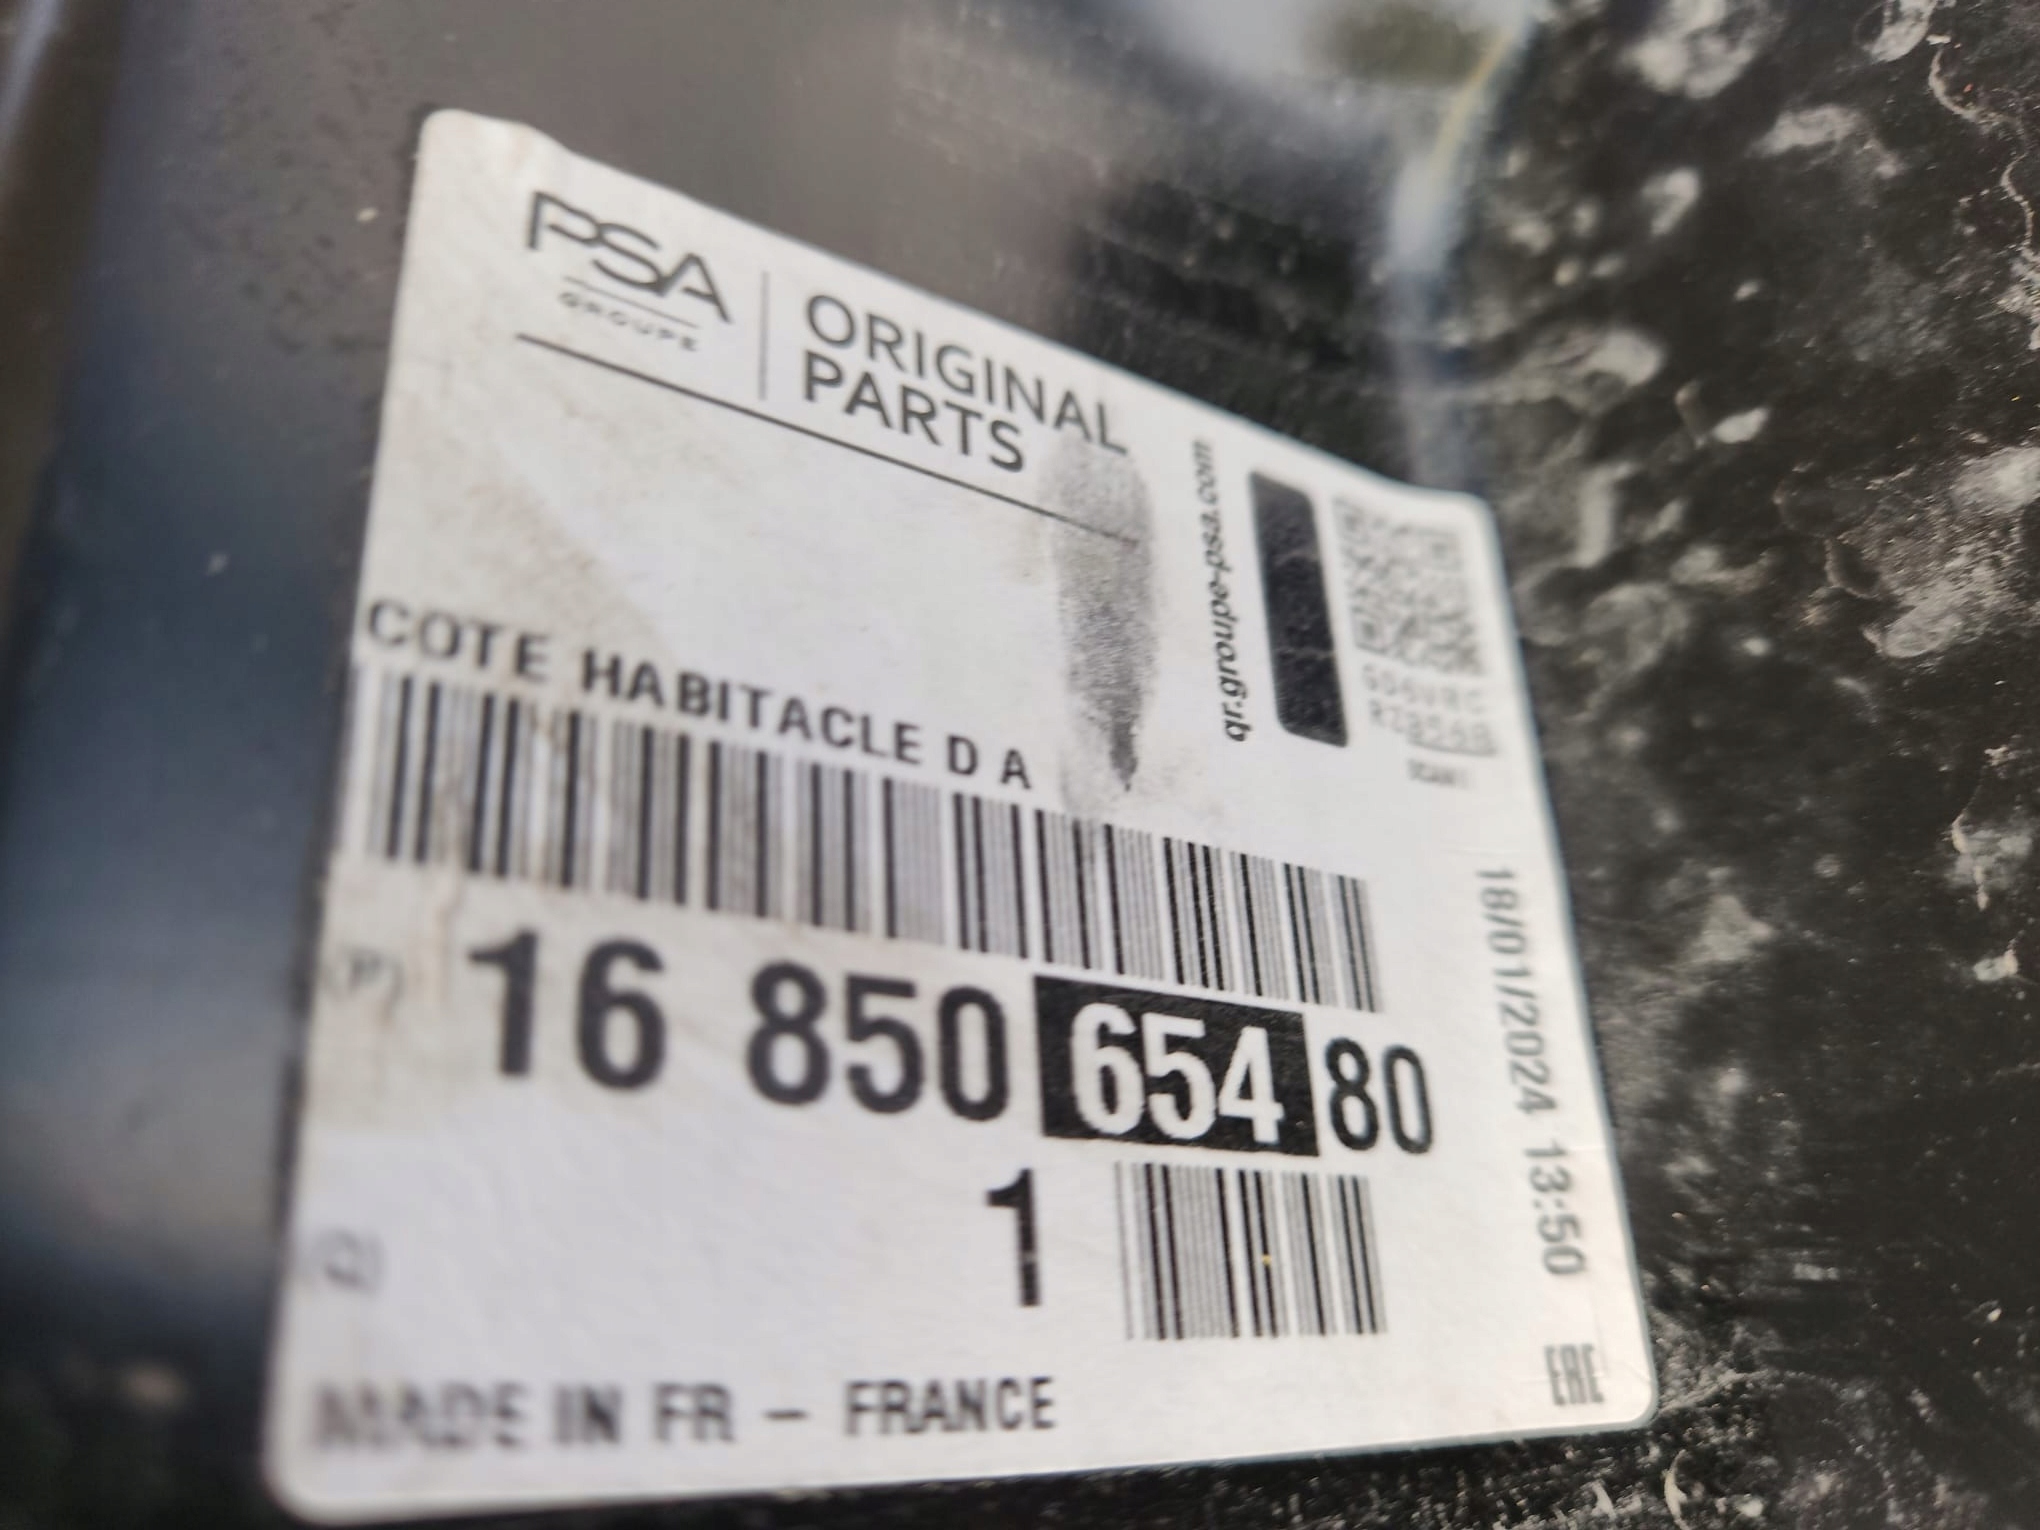 PSA
GROUPE
ORIGINAL
PARTS
qr.groupe-psa.com
COTE HABITACLE D A
(P) 16 850 654 80
1
MADE IN FR - FRANCE
18/01/2024 13:50
EAC